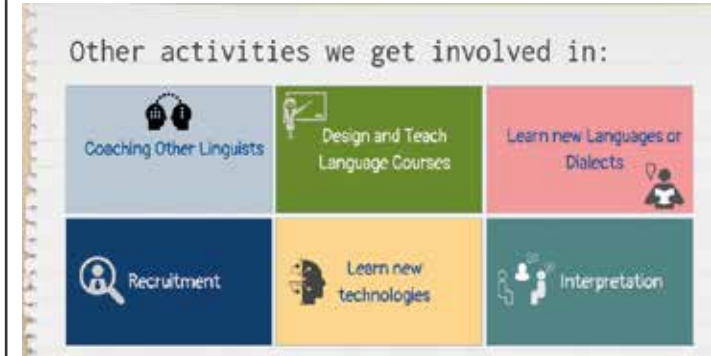 Other activities we get involved in:
Coaching Other Linguists
Design and Teach
Language Courses
Learn new Languages or
Dialects
Recruitment
Learn new
technologies
Interpretation